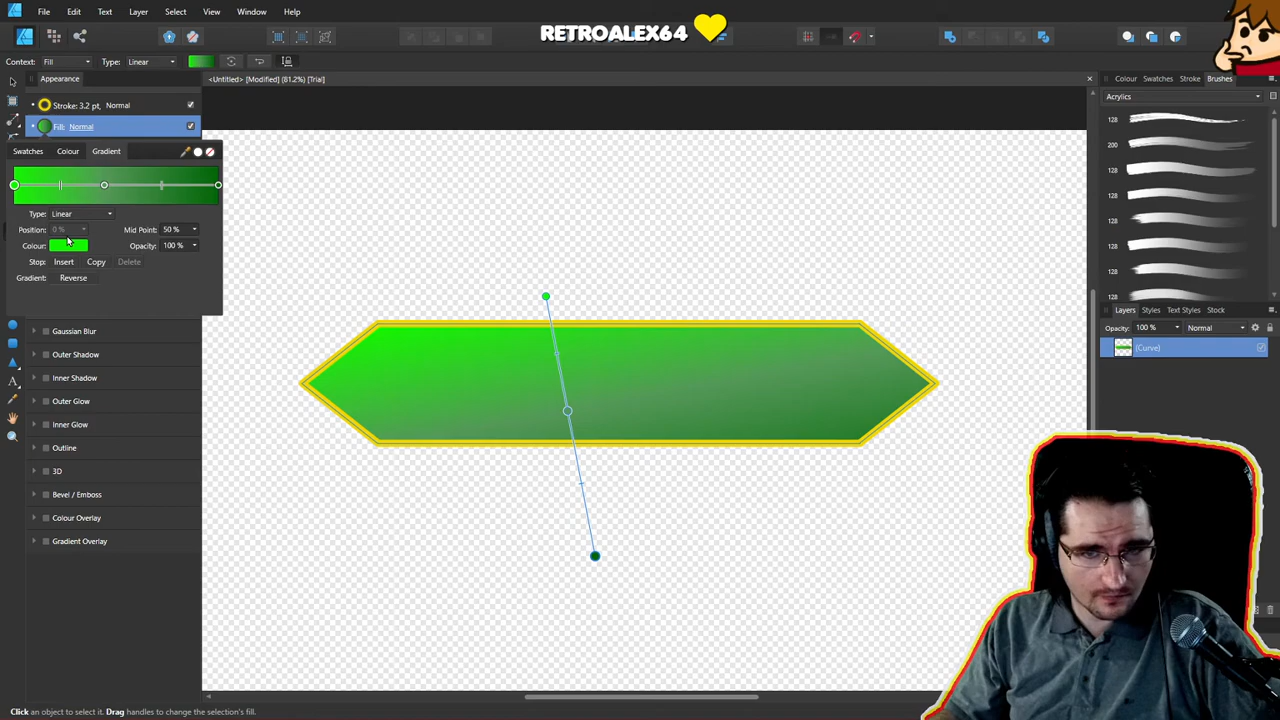 File Edit Text Layer Select View Window Help
RETROALEX64
Context: Fill Type: Linear
Appearance
<Untitled> [Modified] (81.2%) [Trial]
Colour Swatches Stroke Brushes
Acrylics
Stroke: 3.2 pt, Normal
Fill: Normal
Swatches Colour Gradient
Type: Linear
Position: 0 % Mid Point: 50 %
Colour: Opacity: 100 %
Stop: Insert Copy Delete
Gradient: Reverse
Gaussian Blur
Outer Shadow
Inner Shadow
Outer Glow
Inner Glow
Outline
3D
Bevel / Emboss
Colour Overlay
Gradient Overlay
128
200
128
128
128
128
128
Layers Styles Text Styles Stock
Opacity: 100 % Normal
(Curve)
Click an object to select it. Drag handles to change the selection's fill.